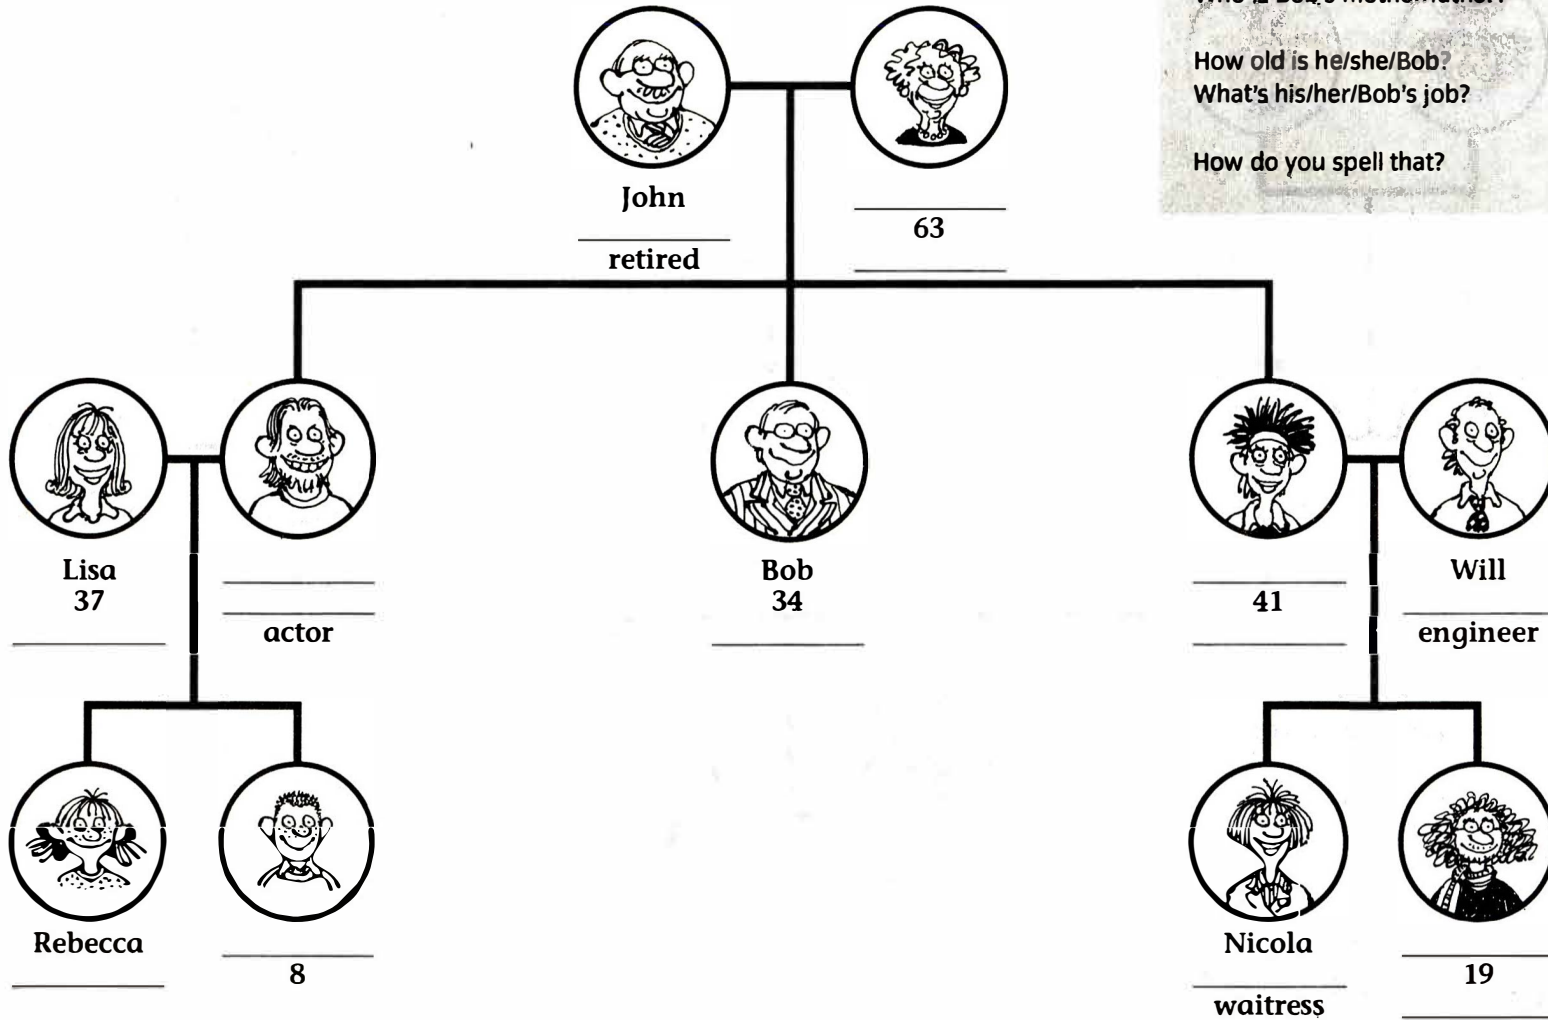 How old is he/she/Bob?
What's his/her/Bob's job?
How do you spell that?
John
retired
63
Lisa
37
actor
Bob
34
41
Will
engineer
Rebecca
8
Nicola
waitress
19